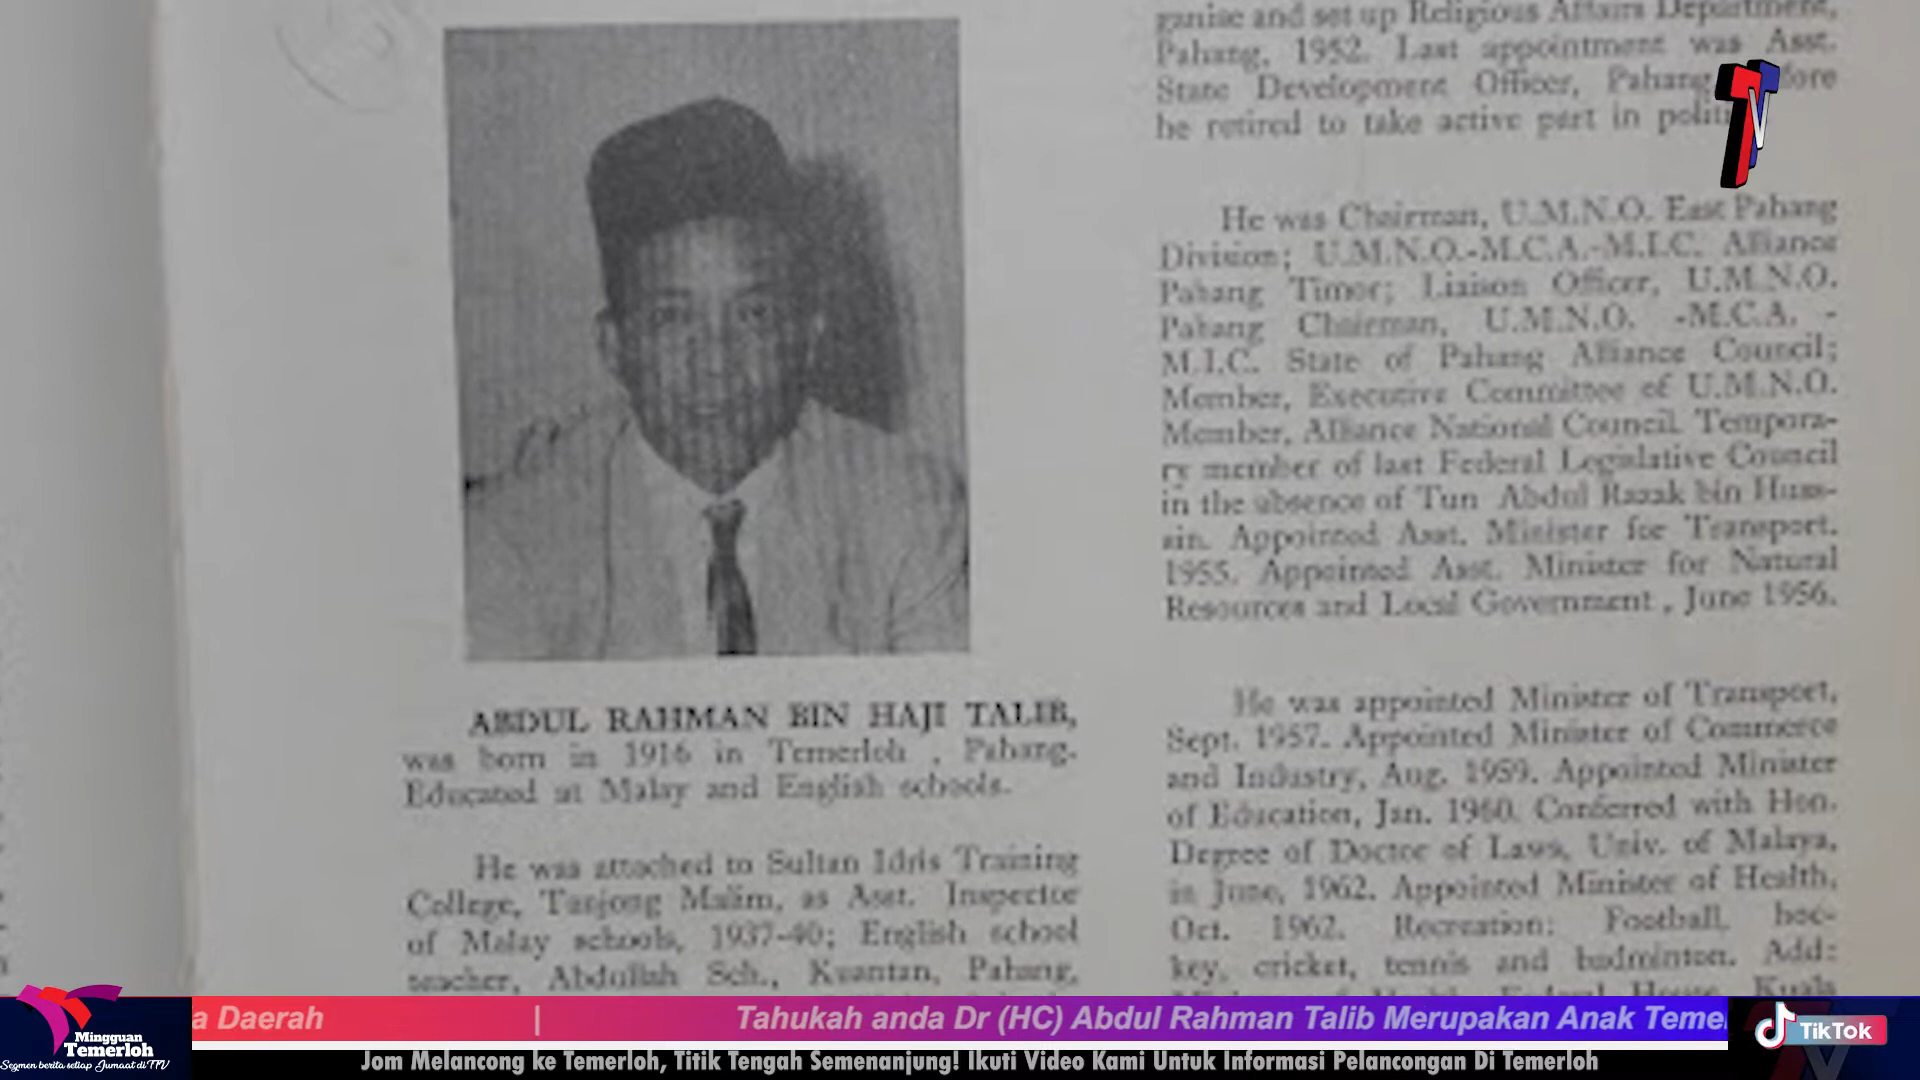 ABDUL RAHMAN BIN HAJI TALIB,
was born in 1916 in Temerloh , Pahang.
Educated at Malay and English schools.
He was attached to Sultan Idris Training
College, Tanjong Malim, as Asst. Inspector
of Malay schools, 1937-40; English school
teacher, Abdullah Sch., Kuantan, Pahang,
ganise and set up Religious Affairs Department,
Pahang, 1952. Last appointment was Asst.
State Development Officer, Pahang
he retired to take active part in
He was Chairman, U.M.N.O. East Pahang
Division; U.M.N.O.-M.C.A.-M.I.C. Alliance
Pahang Timor; Liaison Officer, U.M.N.O.
Pahang Chairman, U.M.N.O. -M.C.A. -
M.I.C. State of Pahang Alliance Council;
Member, Executive Committee of U.M.N.O.
Member, Alliance National Council. Tempora-
ry member of last Federal Legislative Council
in the absence of Tun Abdul Razak bin Huss-
ein. Appointed Asst. Minister for Transport.
1955. Appointed Asst. Minister for Natural
Resources and Local Government , June 1956.
He was appointed Minister of Transport,
Sept. 1957. Appointed Minister of Commerce
and Industry, Aug. 1959. Appointed Minister
of Education, Jan. 1960. Conferred with Hon.
Degree of Doctor of Laws, Univ. of Malaya,
in June, 1962. Appointed Minister of Health,
Oct. 1962. Recreation: Football, hoc-
key, cricket, tennis and badminton. Add:
TV
a Daerah | Tahukah anda Dr (HC) Abdul Rahman Talib Merupakan Anak Temer
Mingguan
Temerloh
Segmen berita setiap Jumaat di TTV
Jom Melancong ke Temerloh, Titik Tengah Semenanjung! Ikuti Video Kami Untuk Informasi Pelancongan Di Temerloh
TikTok